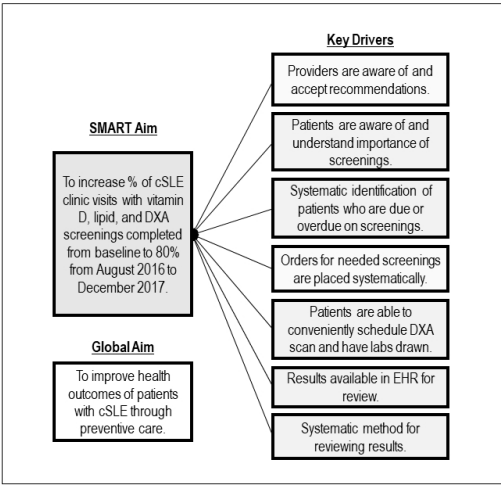 SMART Aim
To increase % of cSLE
clinic visits with vitamin
D, lipid, and DXA
screenings completed
from baseline to 80%
from August 2016 to
December 2017.
Global Aim
To improve health
outcomes of patients
with cSLE through
preventive care.
Key Drivers
Providers are aware of and
accept recommendations.
Patients are aware of and
understand importance of
screenings.
Systematic identification of
patients who are due or
overdue on screenings.
Orders for needed screenings
are placed systematically.
Patients are able to
conveniently schedule DXA
scan and have labs drawn.
Results available in EHR for
review.
Systematic method for
reviewing results.